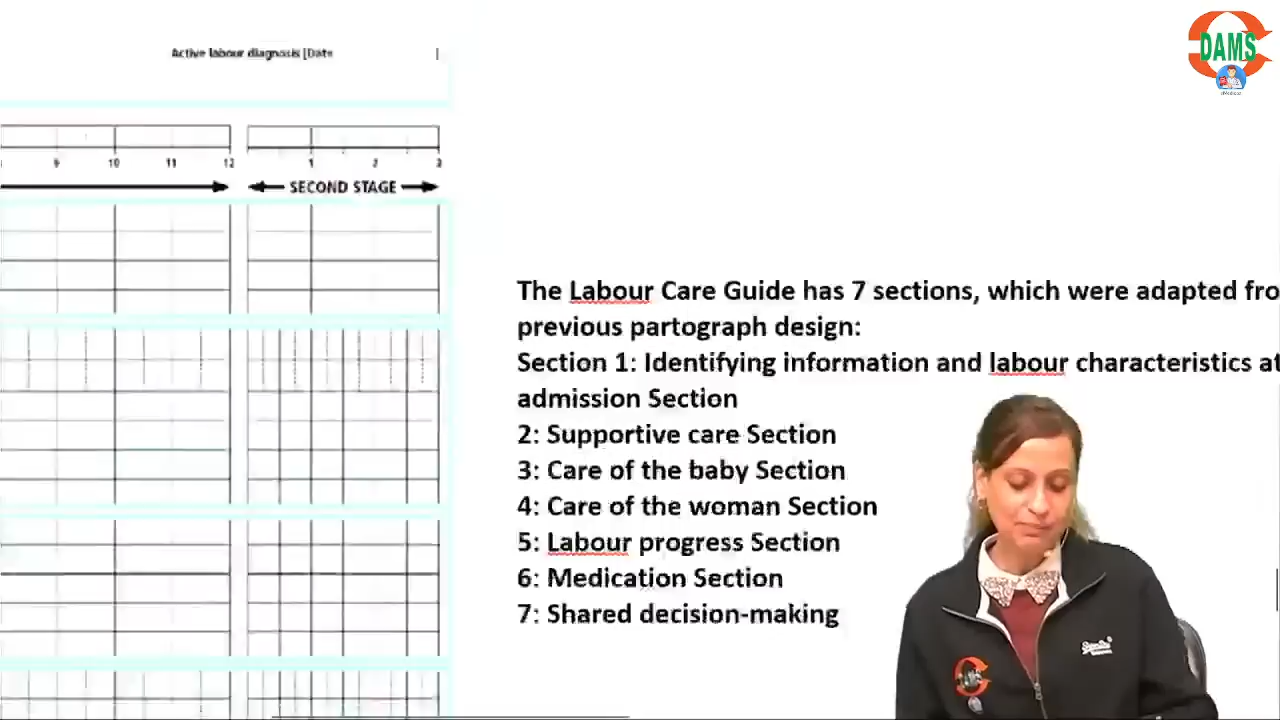 Active labour diagnosis [Date ]
DAMS
9 10 11 12 1 2 3
SECOND STAGE
The Labour Care Guide has 7 sections, which were adapted fro
previous partograph design:
Section 1: Identifying information and labour characteristics at
admission Section
2: Supportive care Section
3: Care of the baby Section
4: Care of the woman Section
5: Labour progress Section
6: Medication Section
7: Shared decision-making